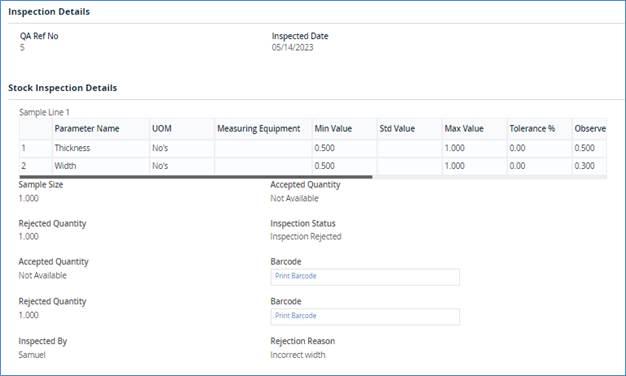 Inspection Details
QA Ref No Inspected Date
5 05/14/2023
Stock Inspection Details
Sample Line 1
Parameter Name UOM Measuring Equipment Min Value Std Value Max Value Tolerance % Observe
1 Thickness No's 0.500 1.000 0.00 0.500
2 Width No's 0.500 1.000 0.00 0.300
Sample Size Accepted Quantity
1.000 Not Available
Rejected Quantity Inspection Status
1.000 Inspection Rejected
Accepted Quantity Barcode
Not Available Print Barcode
Rejected Quantity Barcode
1.000 Print Barcode
Inspected By Rejection Reason
Samuel Incorrect width